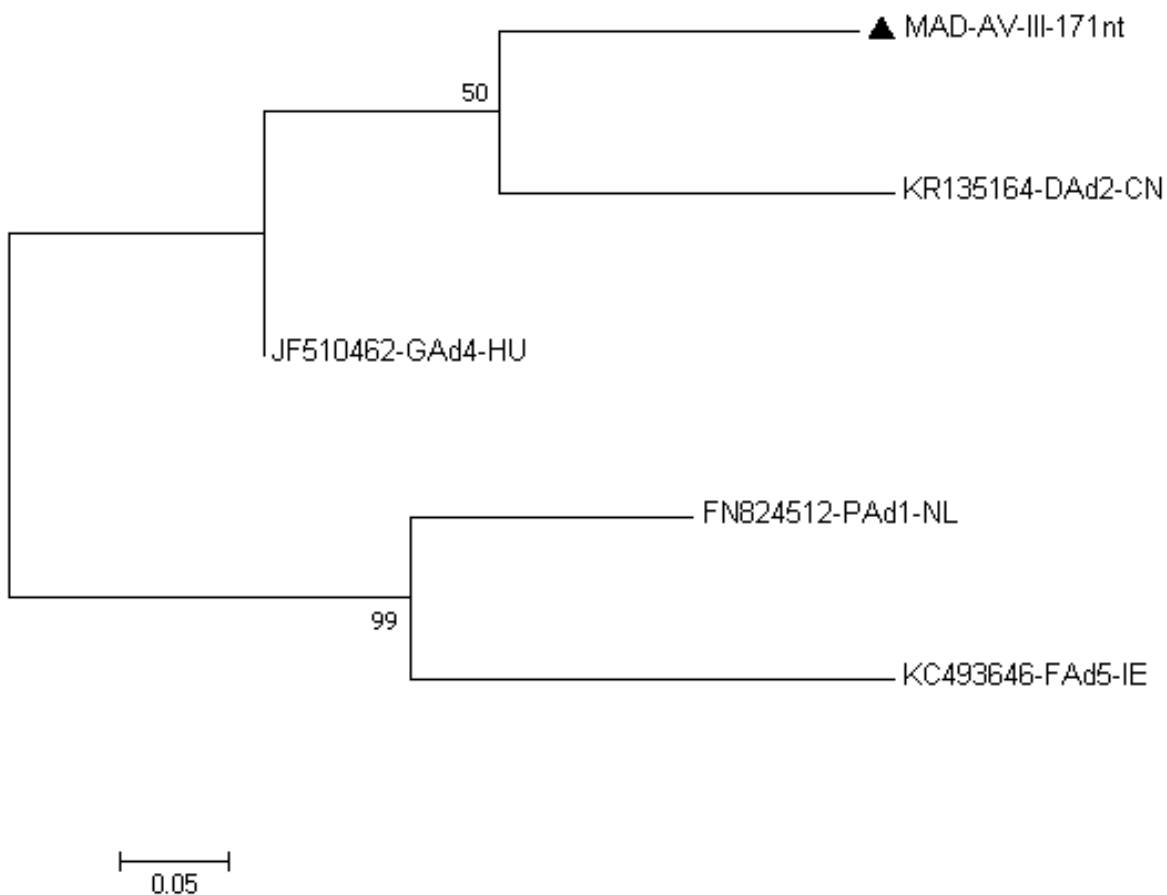 MAD-AV-III-171nt
50
KR135164-DAd2-CN
JF510462-GAd4-HU
FN824512-PAd1-NL
99
KC493646-FAd5-IE
0.05